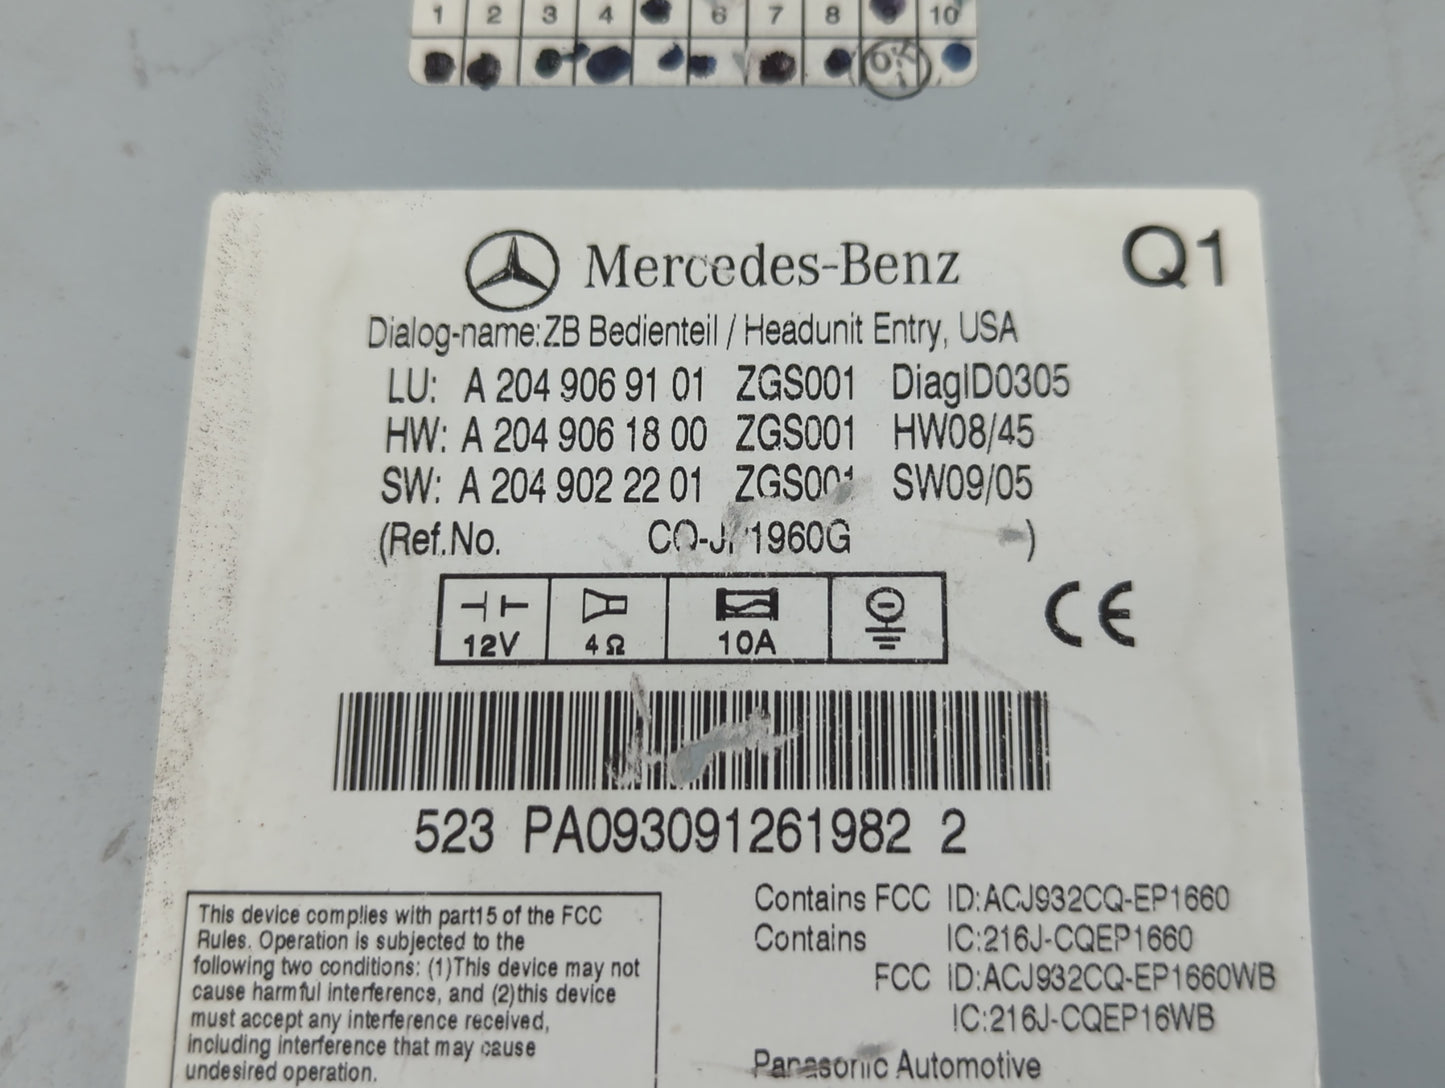 1 2 3 4 6 7 8 10
OK
Mercedes-Benz
Q1
Dialog-name:ZB Bedienteil / Headunit Entry, USA
LU: A 204 906 91 01 ZGS001 DiagID0305
HW: A 204 906 18 00 ZGS001 HW08/45
SW: A 204 902 22 01 ZGS001 SW09/05
(Ref.No. 1960G )
12V 4Ω 10A
CE
523 PA093091261982 2
This device complies with part15 of the FCC
Rules. Operation is subjected to the
following two conditions: (1)This device may not
cause harmful interference, and (2)this device
must accept any interference received,
including interference that may cause
undesired operation.
Contains FCC ID:ACJ932CQ-EP1660
Contains IC:216J-CQEP1660
FCC ID:ACJ932CQ-EP1660WB
IC:216J-CQEP16WB
Panasonic Automotive